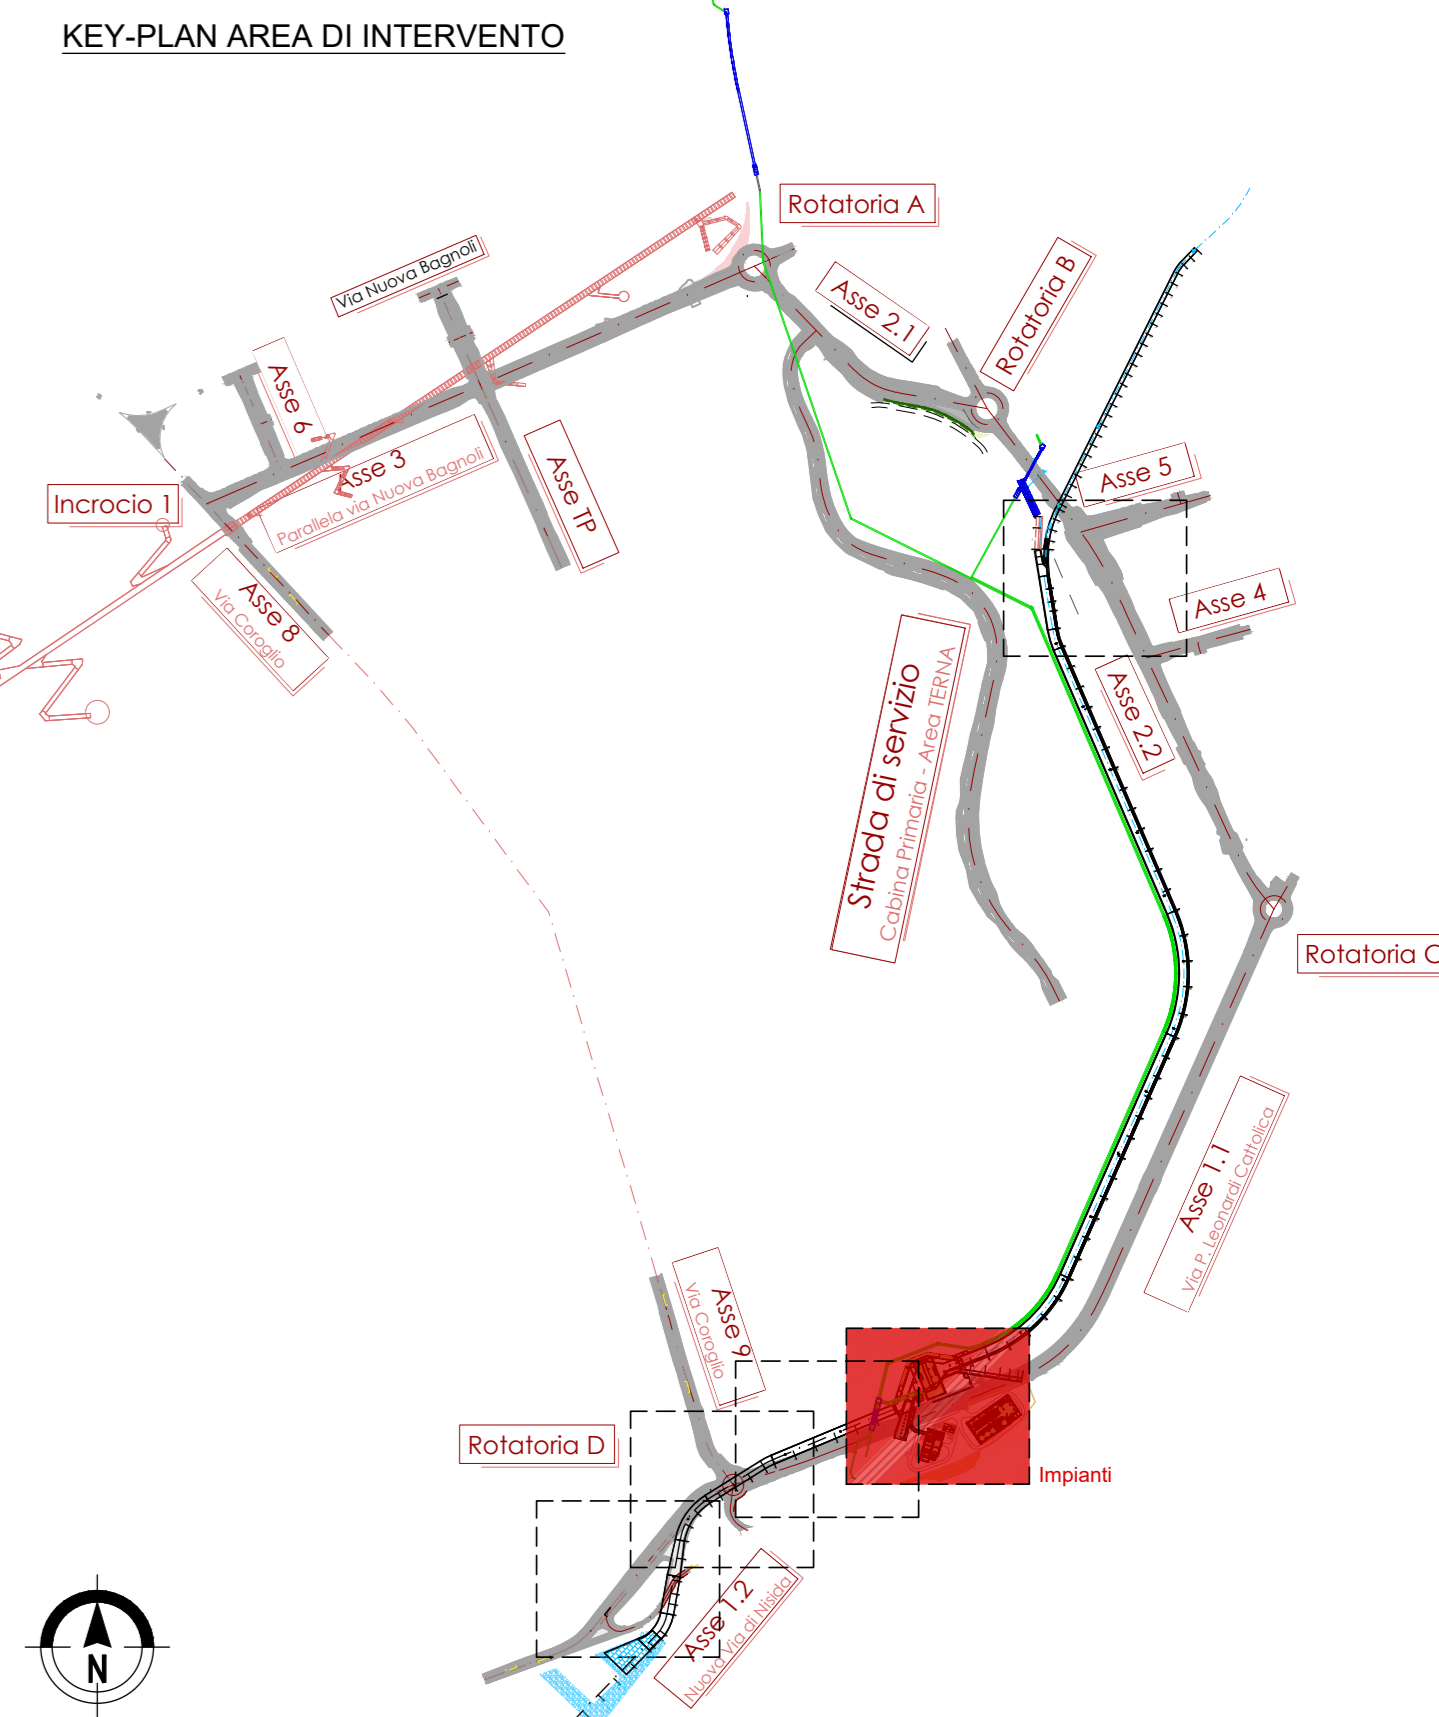 KEY-PLAN AREA DI INTERVENTO
Rotatoria A
Via Nuova Bagnoli
Asse 2.1
Rotatoria B
Asse 6
Asse 3
Parallela via Nuova Bagnoli
Asse TP
Incrocio 1
Asse 5
Asse 8
Via Coroglio
Asse 4
Strada di servizio
Cabina Primaria - Area TERNA
Asse 2.2
Rotatoria C
Asse 1.1
Via P. Leonardi Cattolica
Asse 9
Via Coroglio
Rotatoria D
Impianti
Asse 1.2
Nuova Via di Nisida
N